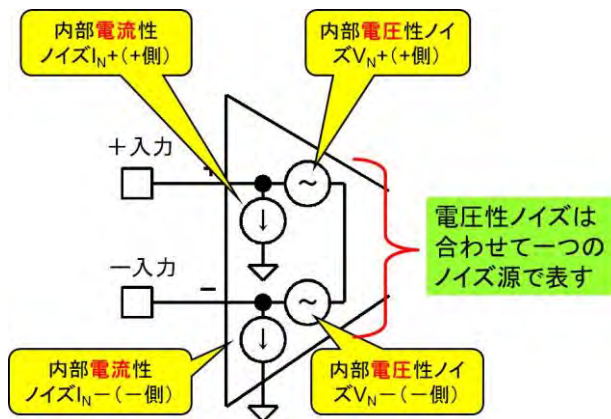 内部電流性
ノイズIN+(+側)
内部電圧性ノイ
ズVN+(+側)
＋入力
+
~
↓
電圧性ノイズは
合わせて一つの
ノイズ源で表す
－入力
−
~
↓
内部電流性
ノイズIN−(−側)
内部電圧性ノイ
ズVN−(−側)